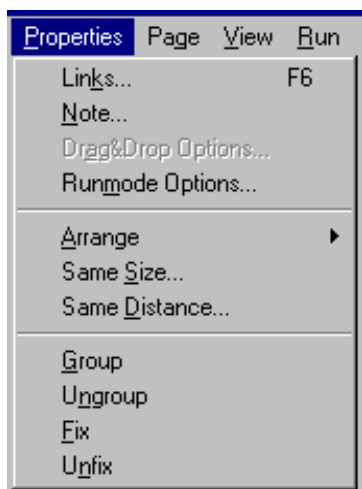 Properties Page View Run
Links... F6
Note...
Drag&Drop Options...
Runmode Options...
Arrange
Same Size...
Same Distance...
Group
Ungroup
Fix
Unfix